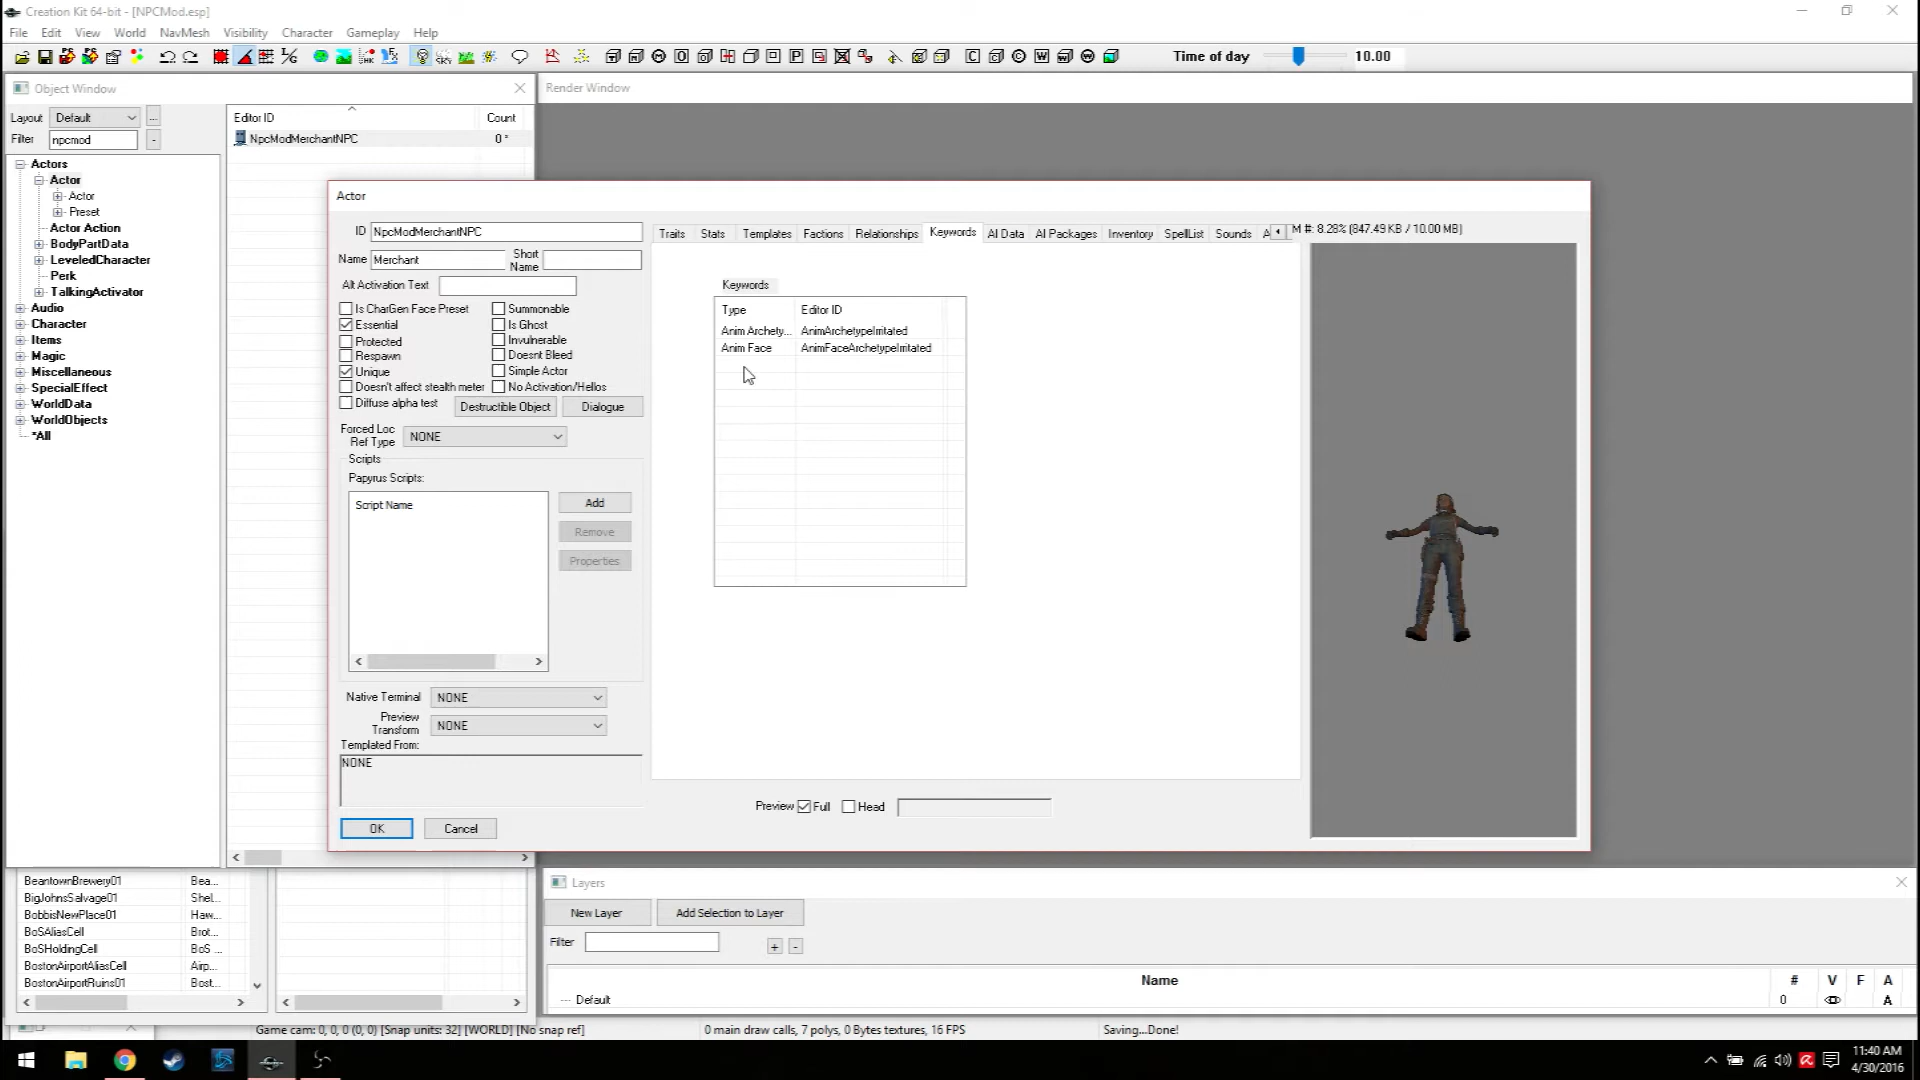 Creation Kit 64-bit - [NPCMod.esp]
File Edit View World NavMesh Visibility Character Gameplay Help
Time of day 10.00
Object Window
Render Window
Layout Default ...
Filter npcmod -
Editor ID Count
NpcModMerchantNPC 0 *
Actors
Actor
Actor
Preset
Actor Action
BodyPartData
LeveledCharacter
Perk
TalkingActivator
Audio
Character
Items
Magic
Miscellaneous
SpecialEffect
WorldData
WorldObjects
*All
Actor
ID NpcModMerchantNPC
Name Merchant Short Name
Alt Activation Text
Is CharGen Face Preset Summonable
Essential Is Ghost
Protected Invulnerable
Respawn Doesnt Bleed
Unique Simple Actor
Doesn't affect stealth meter No Activation/Hellos
Diffuse alpha test Destructible Object Dialogue
Forced Loc Ref Type NONE
Scripts
Papyrus Scripts:
Script Name
Add
Remove
Properties
Native Terminal NONE
Preview Transform NONE
Templated From:
NONE
OK Cancel
Traits Stats Templates Factions Relationships Keywords AI Data AI Packages Inventory SpellList Sounds A
M #: 8.28% (847.49 KB / 10.00 MB)
Keywords
Type Editor ID
Anim Archety... AnimArchetypeIrritated
Anim Face AnimFaceArchetypeIrritated
Preview Full Head
BeantownBrewery01 Bea...
BigJohnsSalvage01 Shel...
BobbisNewPlace01 Haw...
BoSAliasCell Brot...
BoSHoldingCell BoS ...
BostonAirportAliasCell Airp...
BostonAirportRuins01 Bost...
Layers
New Layer Add Selection to Layer
Filter + -
Name # V F A
Default 0 A
Game cam: 0, 0, 0 (0, 0) [Snap units: 32] [WORLD] [No snap ref]
0 main draw calls, 7 polys, 0 Bytes textures, 16 FPS
Saving...Done!
11:40 AM
4/30/2016